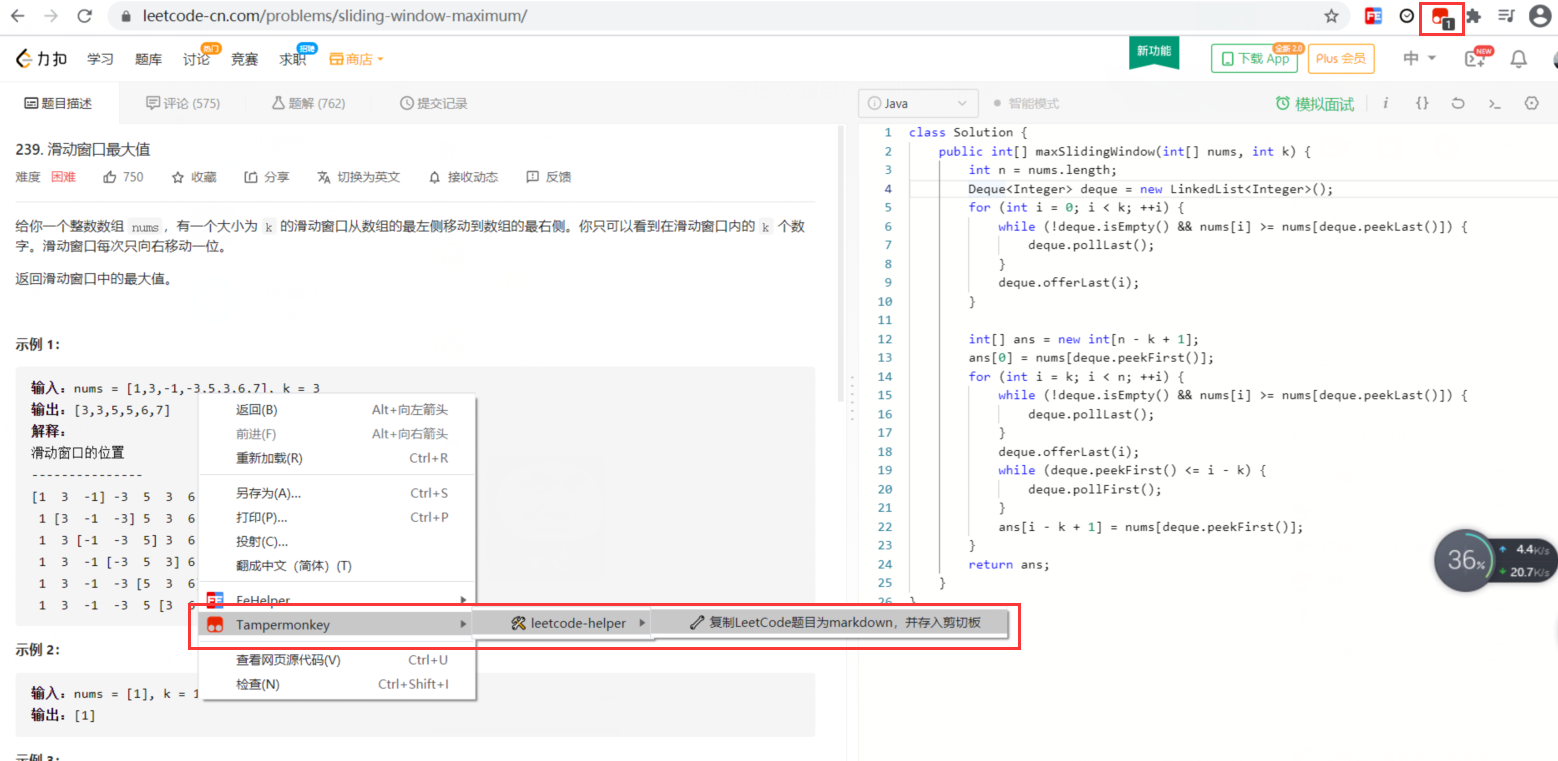 leetcode-cn.com/problems/sliding-window-maximum/
FE
1
力扣
学习
题库
讨论
热门
竞赛
求职
招聘
商店
新功能
下载 App
全新 2.0
Plus 会员
中
NEW
题目描述
评论 (575)
题解 (762)
提交记录
239. 滑动窗口最大值
难度 困难 750 收藏 分享 切换为英文 接收动态 反馈
给你一个整数数组 nums，有一个大小为 k 的滑动窗口从数组的最左侧移动到数组的最右侧。你只可以看到在滑动窗口内的 k 个数
字。滑动窗口每次只向右移动一位。
返回滑动窗口中的最大值。
示例 1：
输入：nums = [1,3,-1,-3,5,3,6,7], k = 3
输出：[3,3,5,5,6,7]
解释：
滑动窗口的位置
---------------
[1 3 -1] -3 5 3 6
1 [3 -1 -3] 5 3 6
1 3 [-1 -3 5] 3 6
1 3 -1 [-3 5 3] 6
1 3 -1 -3 [5 3 6
1 3 -1 -3 5 [3 6
返回(B) Alt+向左箭头
前进(F) Alt+向右箭头
重新加载(R) Ctrl+R
另存为(A)... Ctrl+S
打印(P)... Ctrl+P
投射(C)...
翻成中文（简体）(T)
FE FeHelper
Tampermonkey
leetcode-helper
复制LeetCode题目为markdown，并存入剪切板
查看网页源代码(V) Ctrl+U
检查(N) Ctrl+Shift+I
示例 2：
输入：nums = [1], k = 1
输出：[1]
示例 3：
Java
智能模式
模拟面试
i {}
1 class Solution {
2 public int[] maxSlidingWindow(int[] nums, int k) {
3 int n = nums.length;
4 Deque<Integer> deque = new LinkedList<Integer>();
5 for (int i = 0; i < k; ++i) {
6 while (!deque.isEmpty() && nums[i] >= nums[deque.peekLast()]) {
7 deque.pollLast();
8 }
9 deque.offerLast(i);
10 }
11
12 int[] ans = new int[n - k + 1];
13 ans[0] = nums[deque.peekFirst()];
14 for (int i = k; i < n; ++i) {
15 while (!deque.isEmpty() && nums[i] >= nums[deque.peekLast()]) {
16 deque.pollLast();
17 }
18 deque.offerLast(i);
19 while (deque.peekFirst() <= i - k) {
20 deque.pollFirst();
21 }
22 ans[i - k + 1] = nums[deque.peekFirst()];
23 }
24 return ans;
25 }
26 }
36%
4.4K/s
20.7K/s